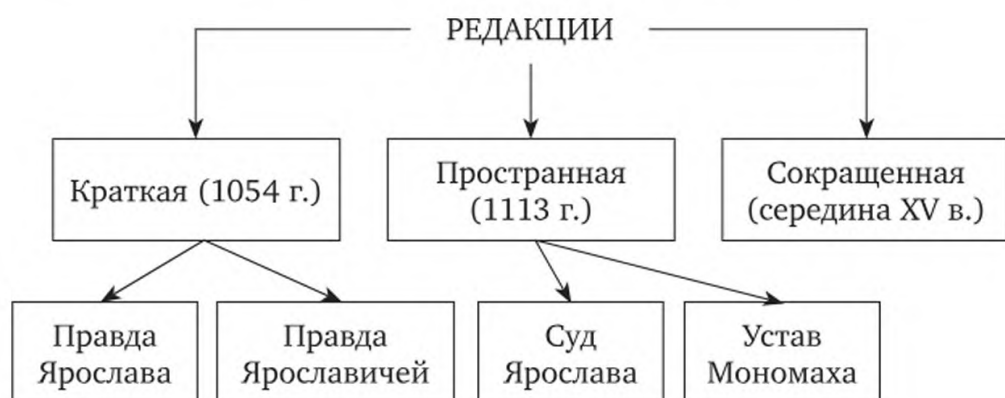 РЕДАКЦИИ
Краткая (1054 г.)
Пространная
(1113 г.)
Сокращенная
(середина XV в.)
Правда
Ярослава
Правда
Ярославичей
Суд
Ярослава
Устав
Мономаха